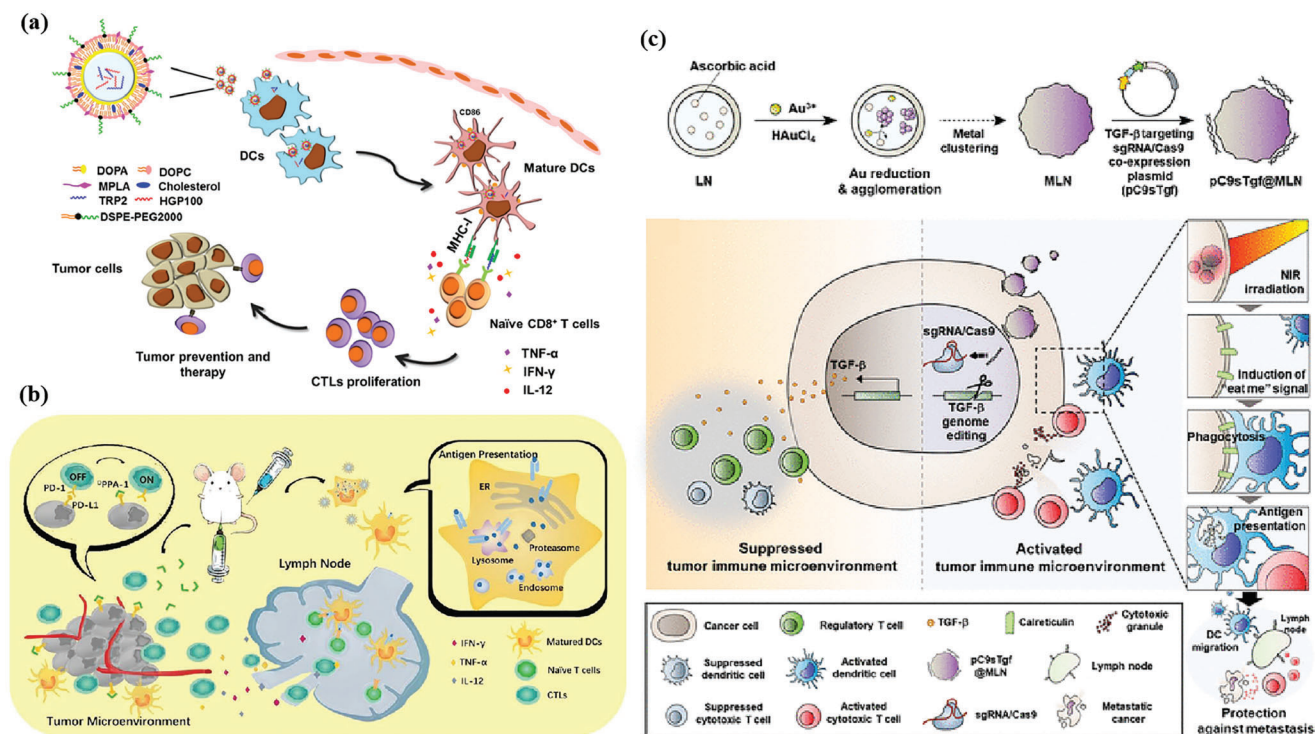 (a)
CD86
DCs
Mature DCs
DOPA
DOPC
MPLA
Cholesterol
TRP2
HGP100
DSPE-PEG2000
MHC-I
Tumor cells
Naïve CD8⁺ T cells
TNF-α
IFN-γ
IL-12
CTLs proliferation
Tumor prevention and
therapy
(b)
OFF
ON
PD-1
ᴰPPA-1
PD-L1
Antigen Presentation
ER
Proteasome
Lysosome
Endosome
Lymph Node
IFN-γ
TNF-α
IL-12
Matured DCs
Naïve T cells
CTLs
Tumor Microenvironment
(c)
Ascorbic acid
LN
Au³⁺
HAuCl₄
Au reduction
& agglomeration
Metal
clustering
MLN
TGF-β targeting
sgRNA/Cas9
co-expression
plasmid
(pC9sTgf)
pC9sTgf@MLN
TGF-β
sgRNA/Cas9
TGF-β
genome
editing
Suppressed
tumor immune microenvironment
Activated
tumor immune microenvironment
NIR
irradiation
Induction of
"eat me" signal
Phagocytosis
Antigen
presentation
DC
migration
Lymph
node
Protection
against metastasis
Cancer cell
Regulatory T cell
TGF-β
Calreticulin
Cytotoxic
granule
Suppressed
dendritic cell
Activated
dendritic cell
pC9sTgf
@MLN
Lymph node
Suppressed
cytotoxic T cell
Activated
cytotoxic T cell
sgRNA/Cas9
Metastatic
cancer